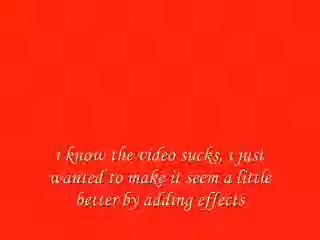 i know the video sucks, i just
wanted to make it seem a little
better by adding effects